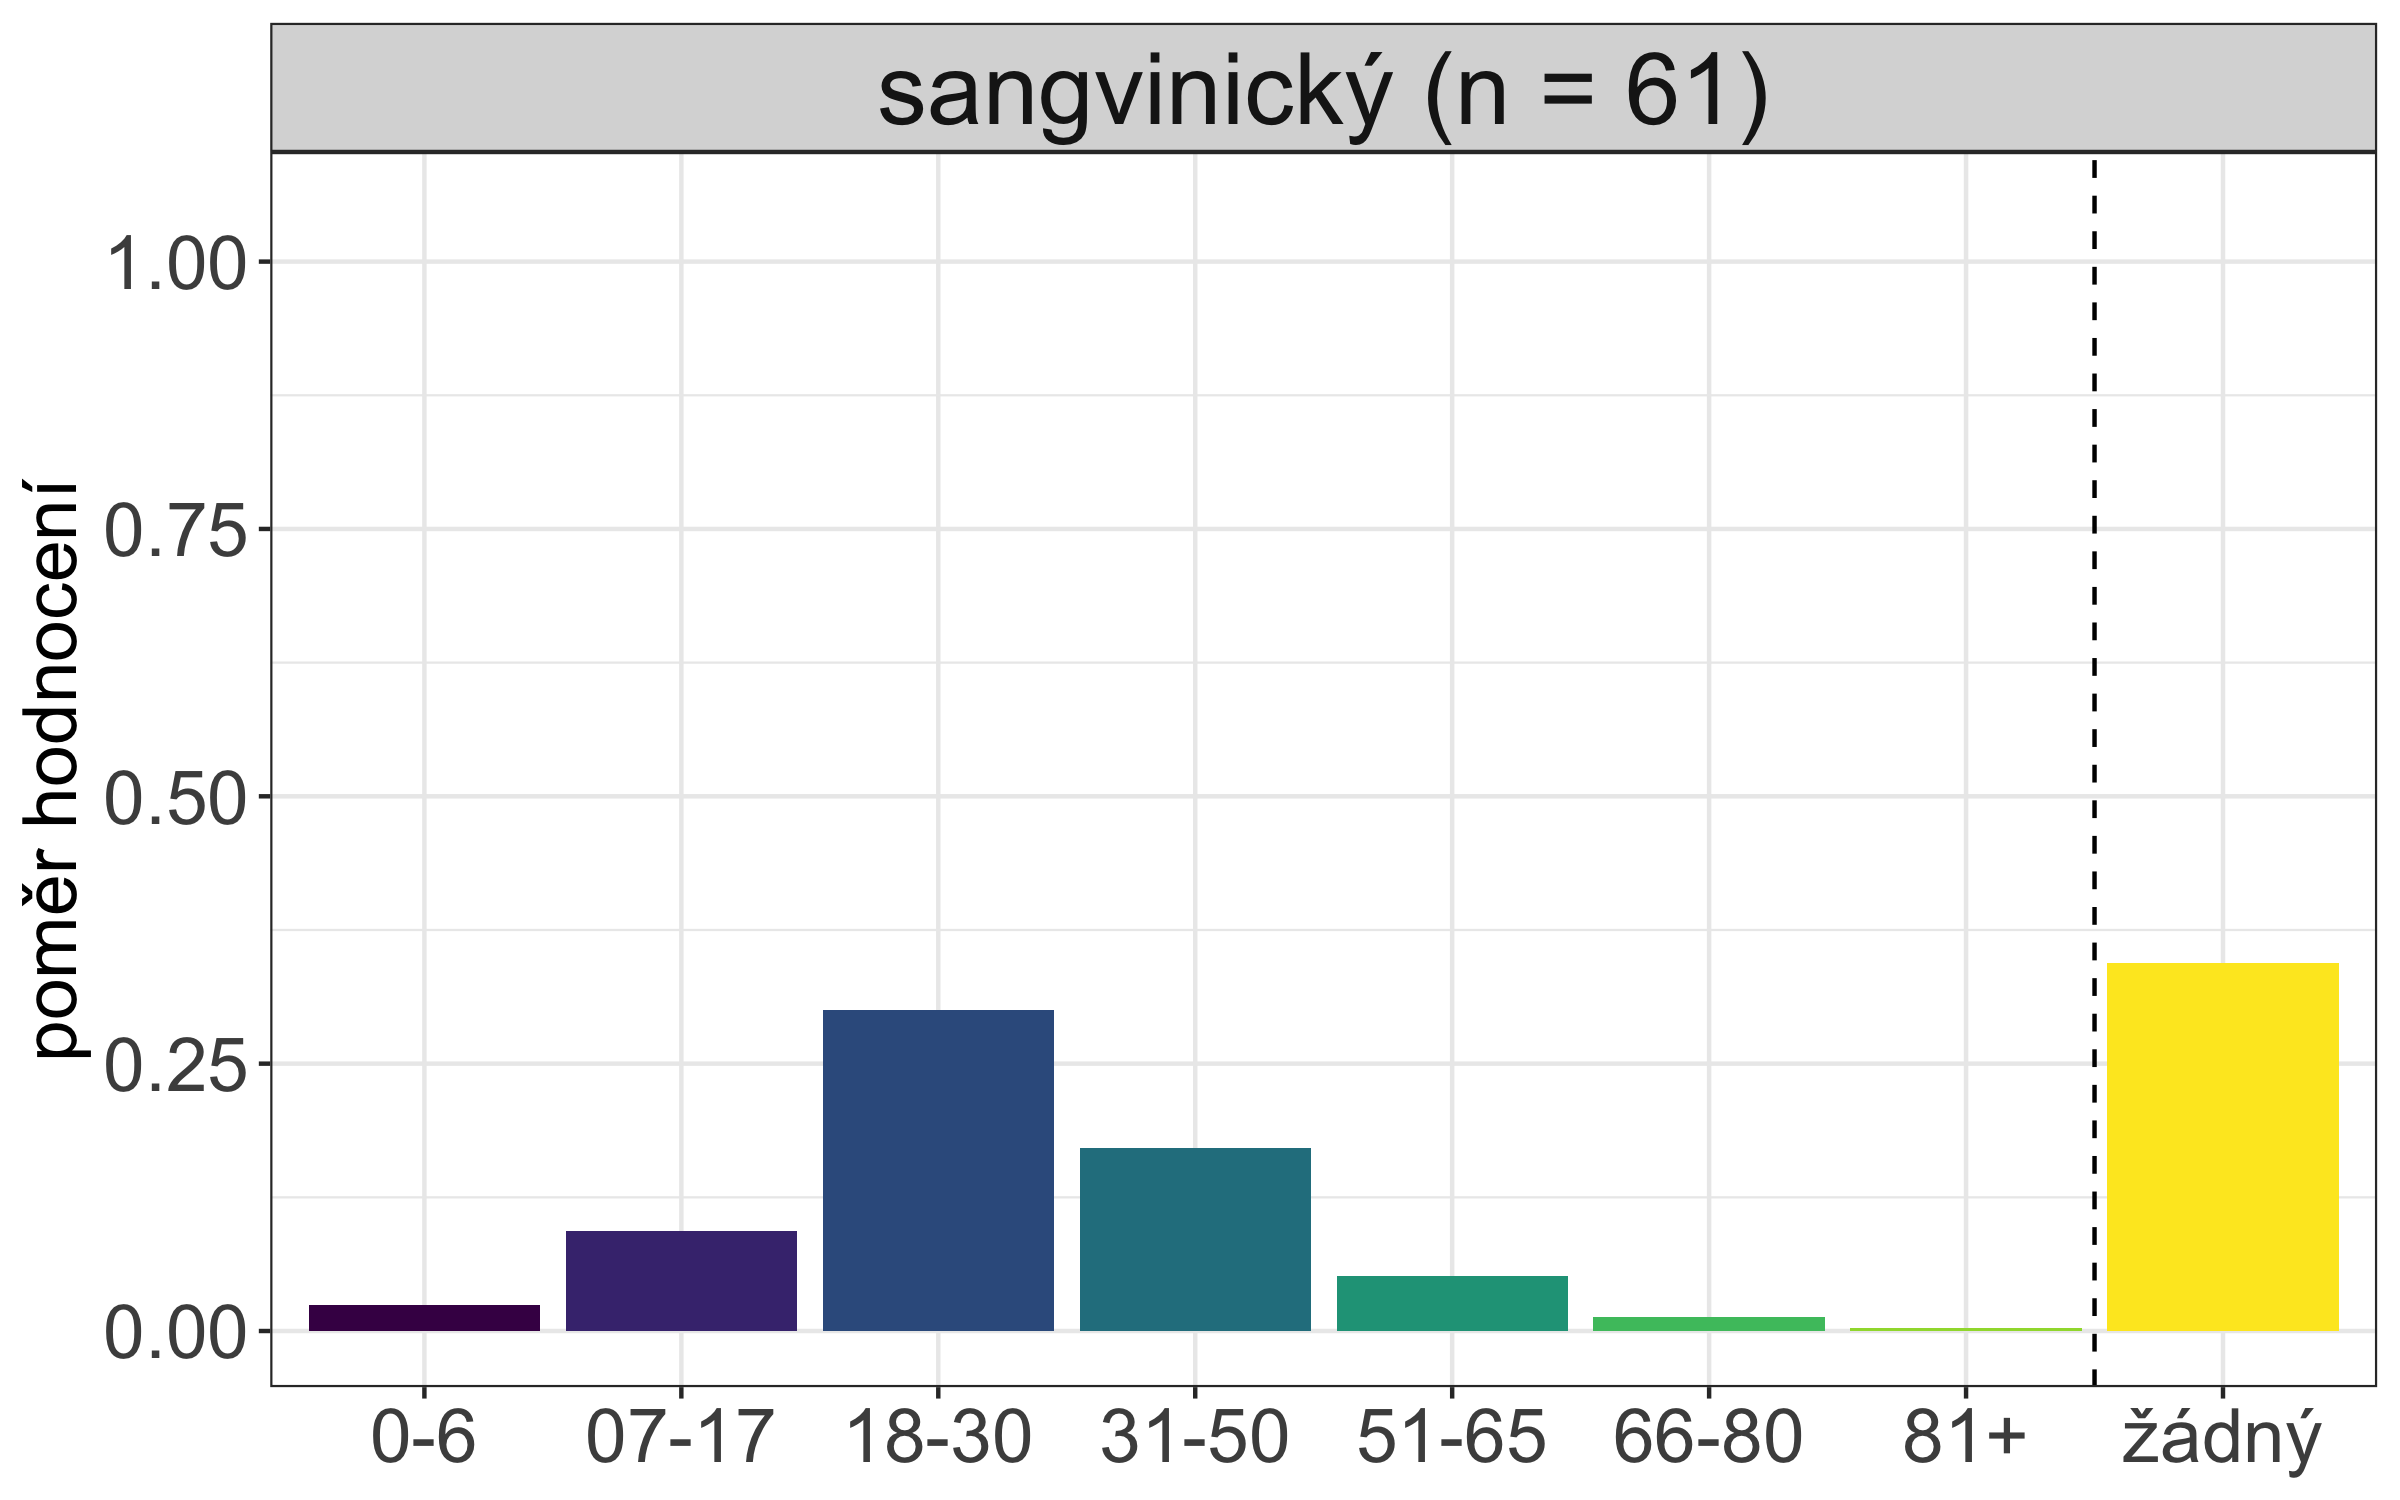 sangvinický (n = 61)
poměr hodnocení
1.00
0.75
0.50
0.25
0.00
0-6 07-17 18-30 31-50 51-65 66-80 81+ žádný